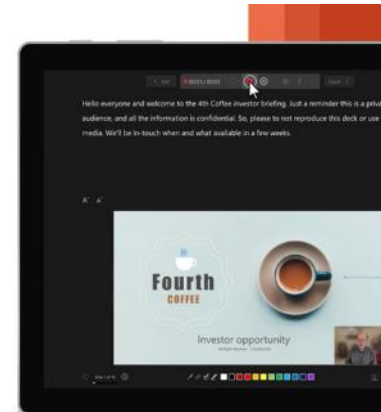 Hello everyone and welcome to the 4th Coffee investor briefing. Just a reminder this is a priva
audience, and all the information is confidential. So, please to not reproduce this deck or use
media. We'll be in-touch when and what available in a few weeks.
A A
Fourth
COFFEE
Investor opportunity